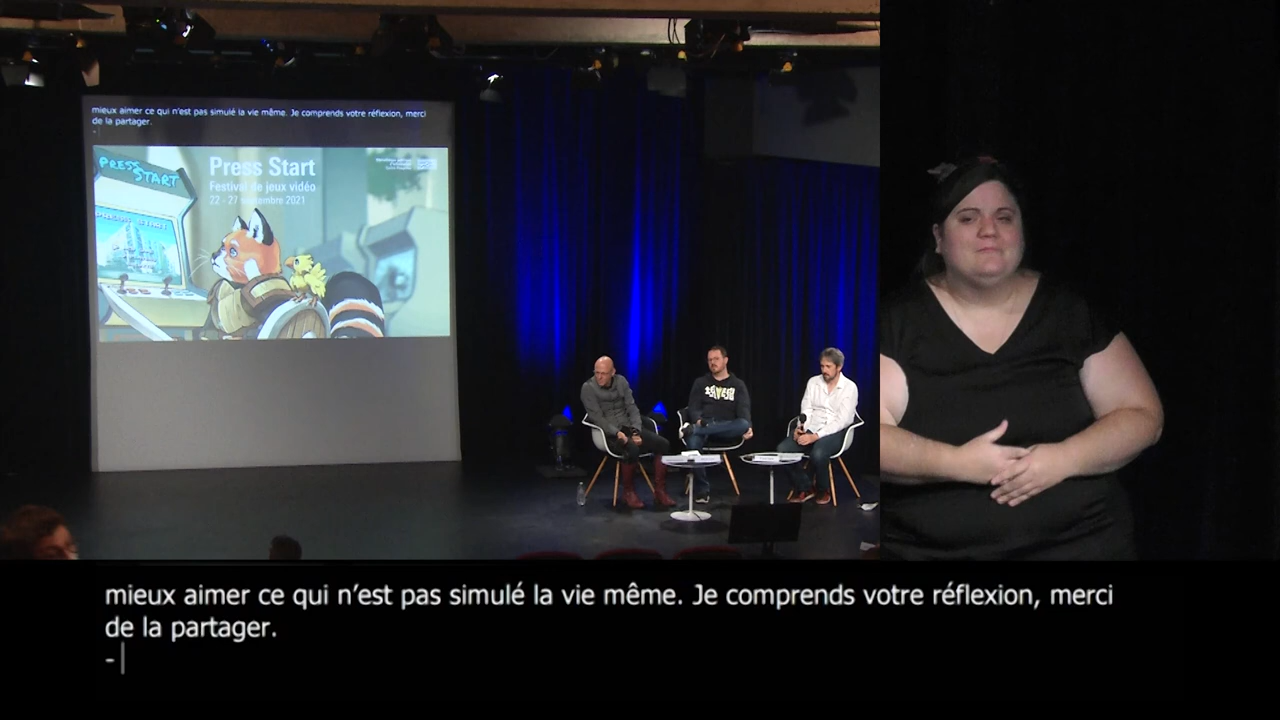 mieux aimer ce qui n'est pas simulé la vie même. Je comprends votre réflexion, merci
de la partager.
-
PRESS
START
Press Start
Festival de jeux vidéo
22 - 27 septembre 2021
mieux aimer ce qui n'est pas simulé la vie même. Je comprends votre réflexion, merci
de la partager.
-